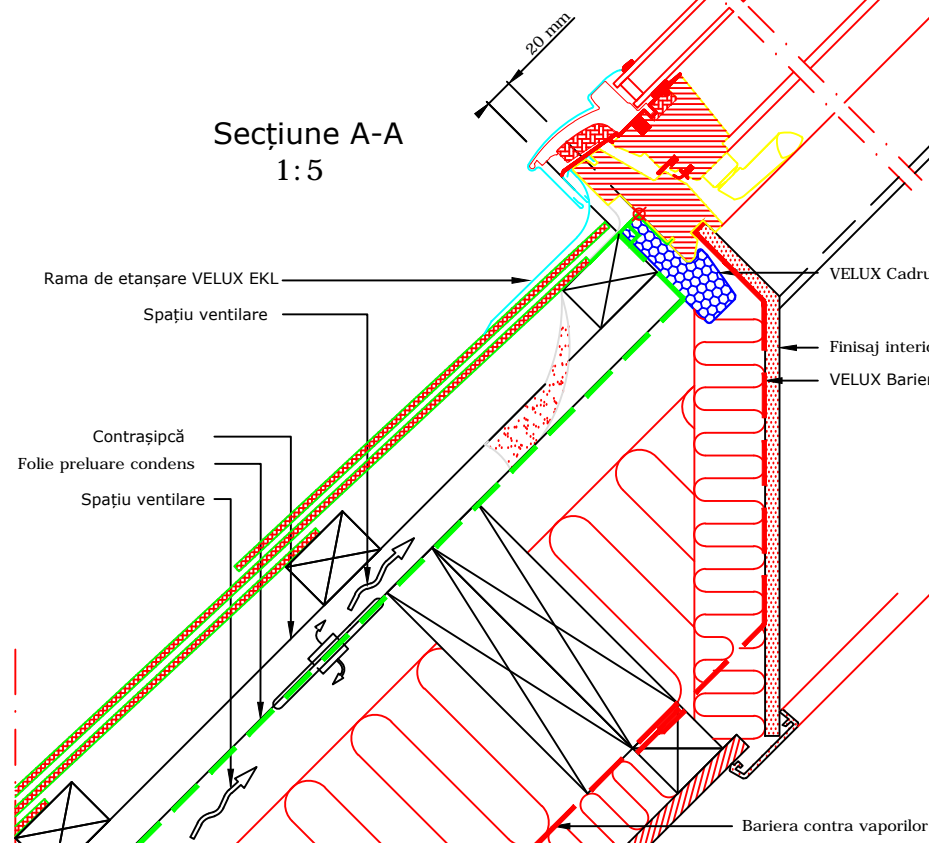 20 mm
Secțiune A-A
1:5
Rama de etanșare VELUX EKL
Spațiu ventilare
Contrașipcă
Folie preluare condens
Spațiu ventilare
VELUX Cadru
Finisaj interi
VELUX Barie
Bariera contra vaporilor